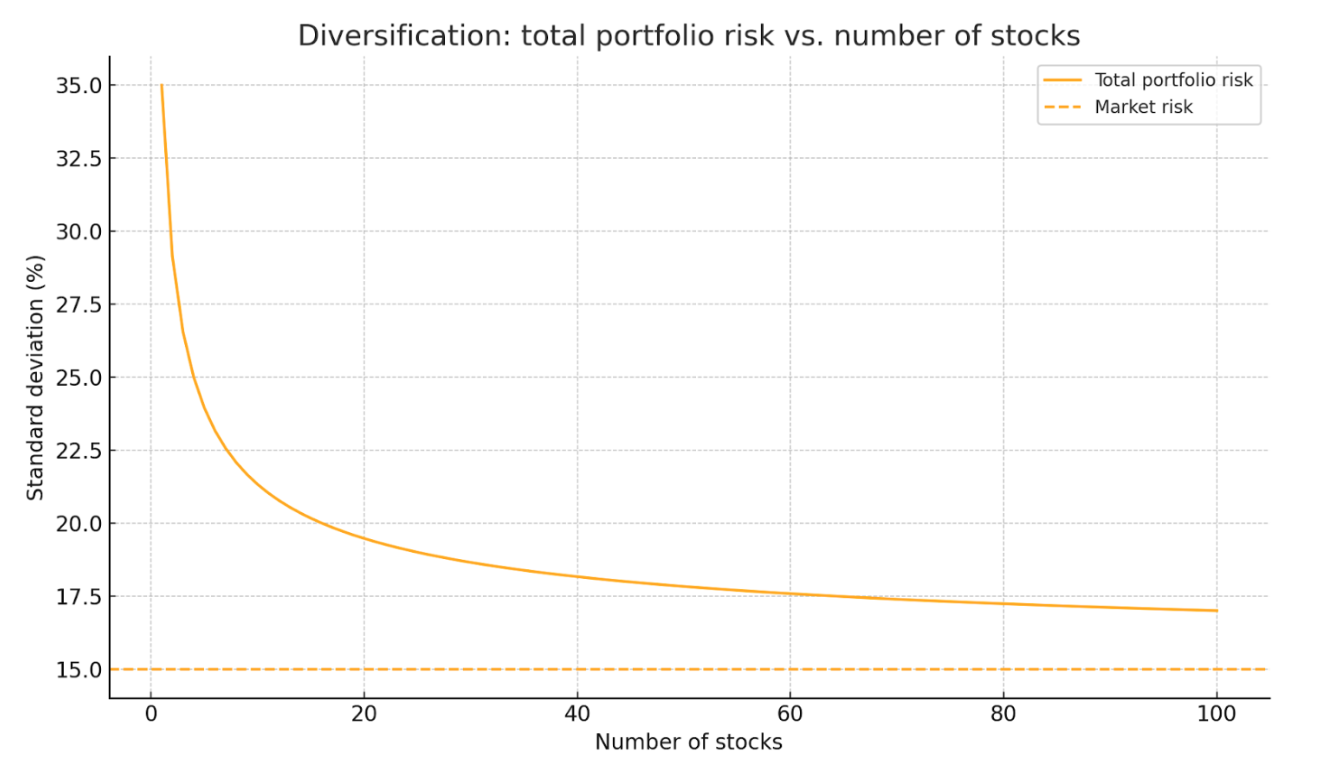 Diversification: total portfolio risk vs. number of stocks
Total portfolio risk
Market risk
Standard deviation (%)
35.0
32.5
30.0
27.5
25.0
22.5
20.0
17.5
15.0
0 20 40 60 80 100
Number of stocks